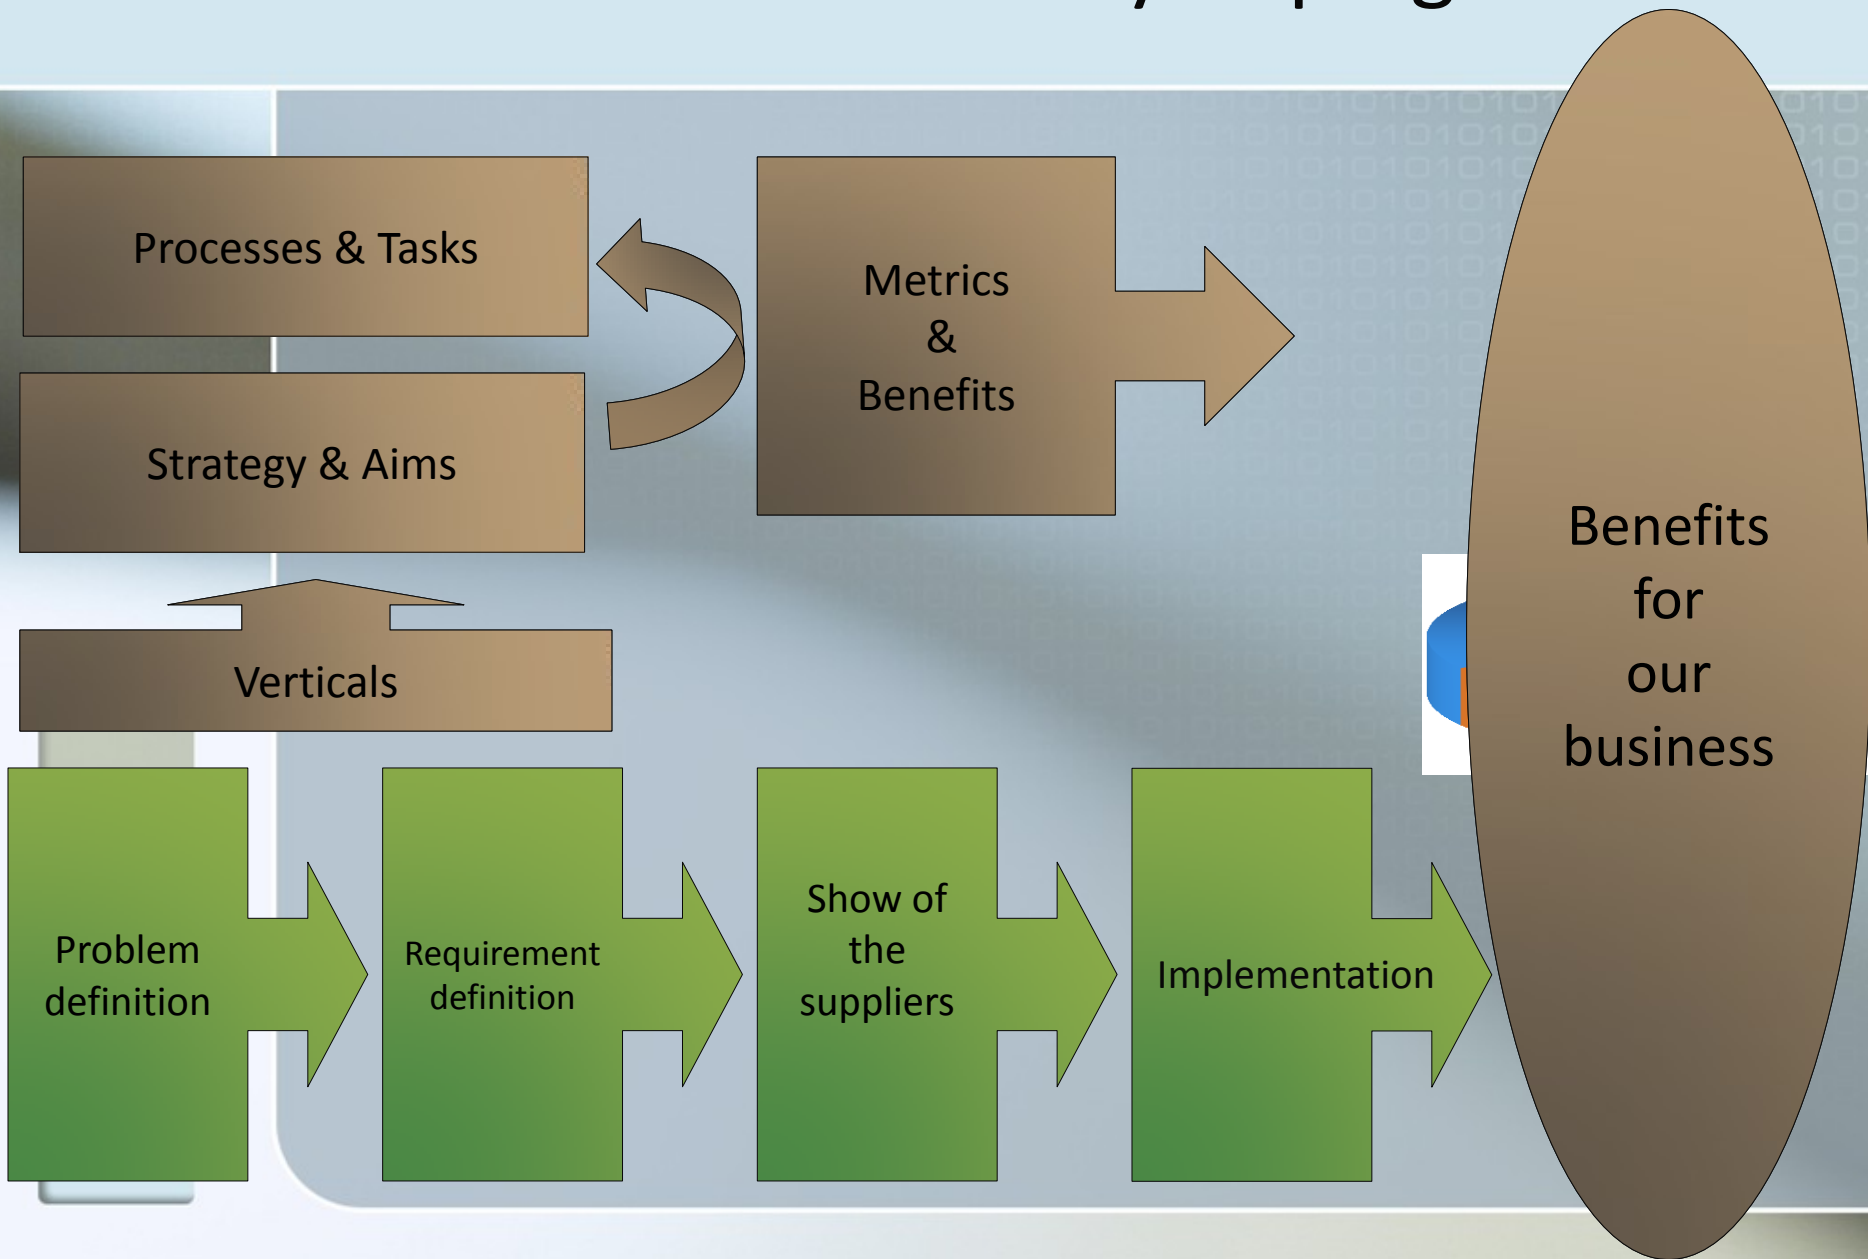 Processes & Tasks
Strategy & Aims
Verticals
Metrics
&
Benefits
Benefits
for
our
business
Problem
definition
Requirement
definition
Show of
the
suppliers
Implementation